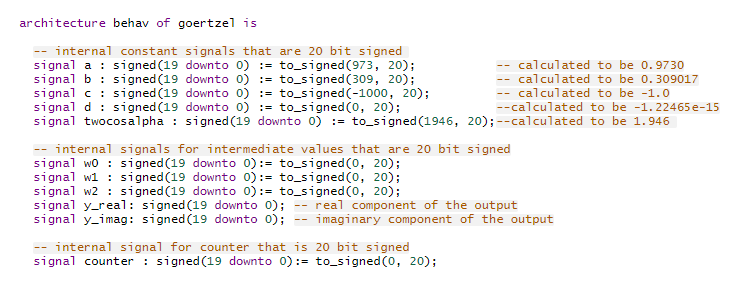 architecture behav of goertzel is
-- internal constant signals that are 20 bit signed
signal a : signed(19 downto 0) := to_signed(973, 20); -- calculated to be 0.9730
signal b : signed(19 downto 0) := to_signed(309, 20); -- calculated to be 0.309017
signal c : signed(19 downto 0) := to_signed(-1000, 20); -- calculated to be -1.0
signal d : signed(19 downto 0) := to_signed(0, 20); --calculated to be -1.22465e-15
signal twocosalpha : signed(19 downto 0) := to_signed(1946, 20);--calculated to be 1.946
-- internal signals for intermediate values that are 20 bit signed
signal w0 : signed(19 downto 0):= to_signed(0, 20);
signal w1 : signed(19 downto 0):= to_signed(0, 20);
signal w2 : signed(19 downto 0):= to_signed(0, 20);
signal y_real: signed(19 downto 0); -- real component of the output
signal y_imag: signed(19 downto 0); -- imaginary component of the output
-- internal signal for counter that is 20 bit signed
signal counter : signed(19 downto 0):= to_signed(0, 20);